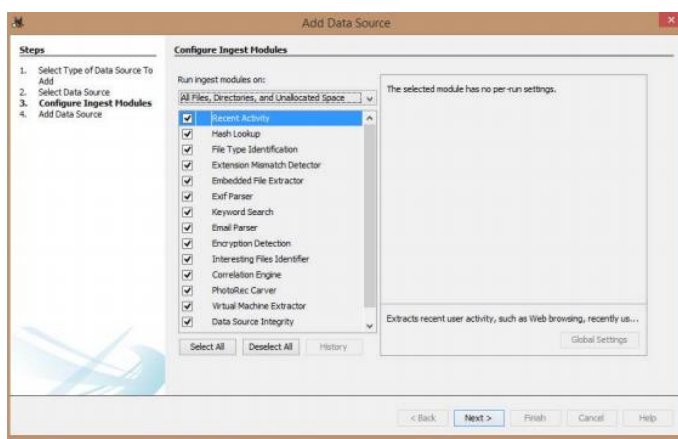 Add Data Source
Steps
1. Select Type of Data Source To
Add
2. Select Data Source
3. Configure Ingest Modules
4. Add Data Source
Configure Ingest Modules
Run ingest modules on:
All Files, Directories, and Unallocated Space
Recent Activity
Hash Lookup
File Type Identification
Extension Mismatch Detector
Embedded File Extractor
Exif Parser
Keyword Search
Email Parser
Encryption Detection
Interesting Files Identifier
Correlation Engine
PhotoRec Carver
Virtual Machine Extractor
Data Source Integrity
Select All Deselect All History
The selected module has no per-run settings.
Extracts recent user activity, such as Web browsing, recently us...
Global Settings
< Back Next > Finish Cancel Help